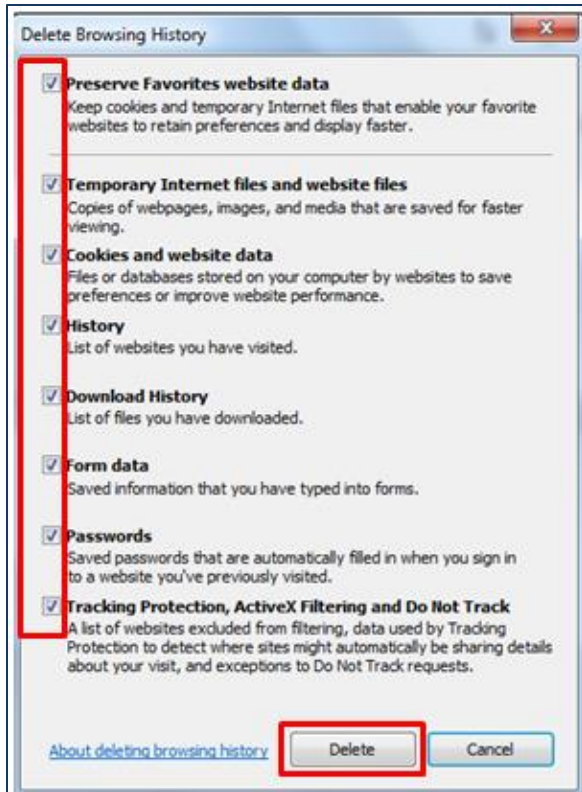 Delete Browsing History
Preserve Favorites website data
Keep cookies and temporary Internet files that enable your favorite
websites to retain preferences and display faster.
Temporary Internet files and website files
Copies of webpages, images, and media that are saved for faster
viewing.
Cookies and website data
Files or databases stored on your computer by websites to save
preferences or improve website performance.
History
List of websites you have visited.
Download History
List of files you have downloaded.
Form data
Saved information that you have typed into forms.
Passwords
Saved passwords that are automatically filled in when you sign in
to a website you've previously visited.
Tracking Protection, ActiveX Filtering and Do Not Track
A list of websites excluded from filtering, data used by Tracking
Protection to detect where sites might automatically be sharing details
about your visit, and exceptions to Do Not Track requests.
About deleting browsing history Delete Cancel